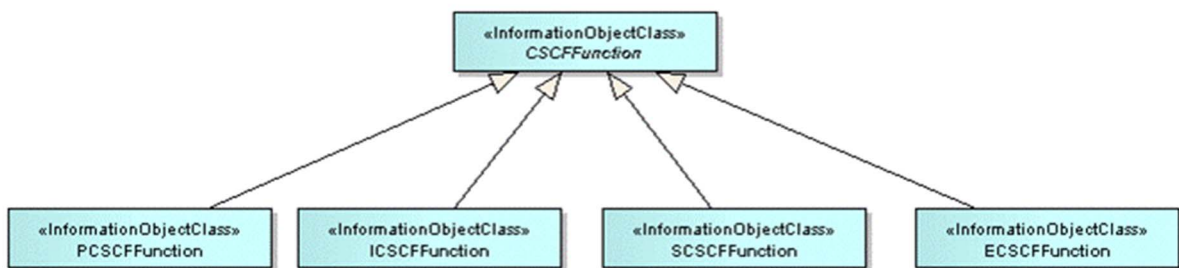 «InformationObjectClass»
CSCFFunction
«InformationObjectClass»
PCSCFFunction
«InformationObjectClass»
ICSCFFunction
«InformationObjectClass»
SCSCFFunction
«InformationObjectClass»
ECSCFFunction